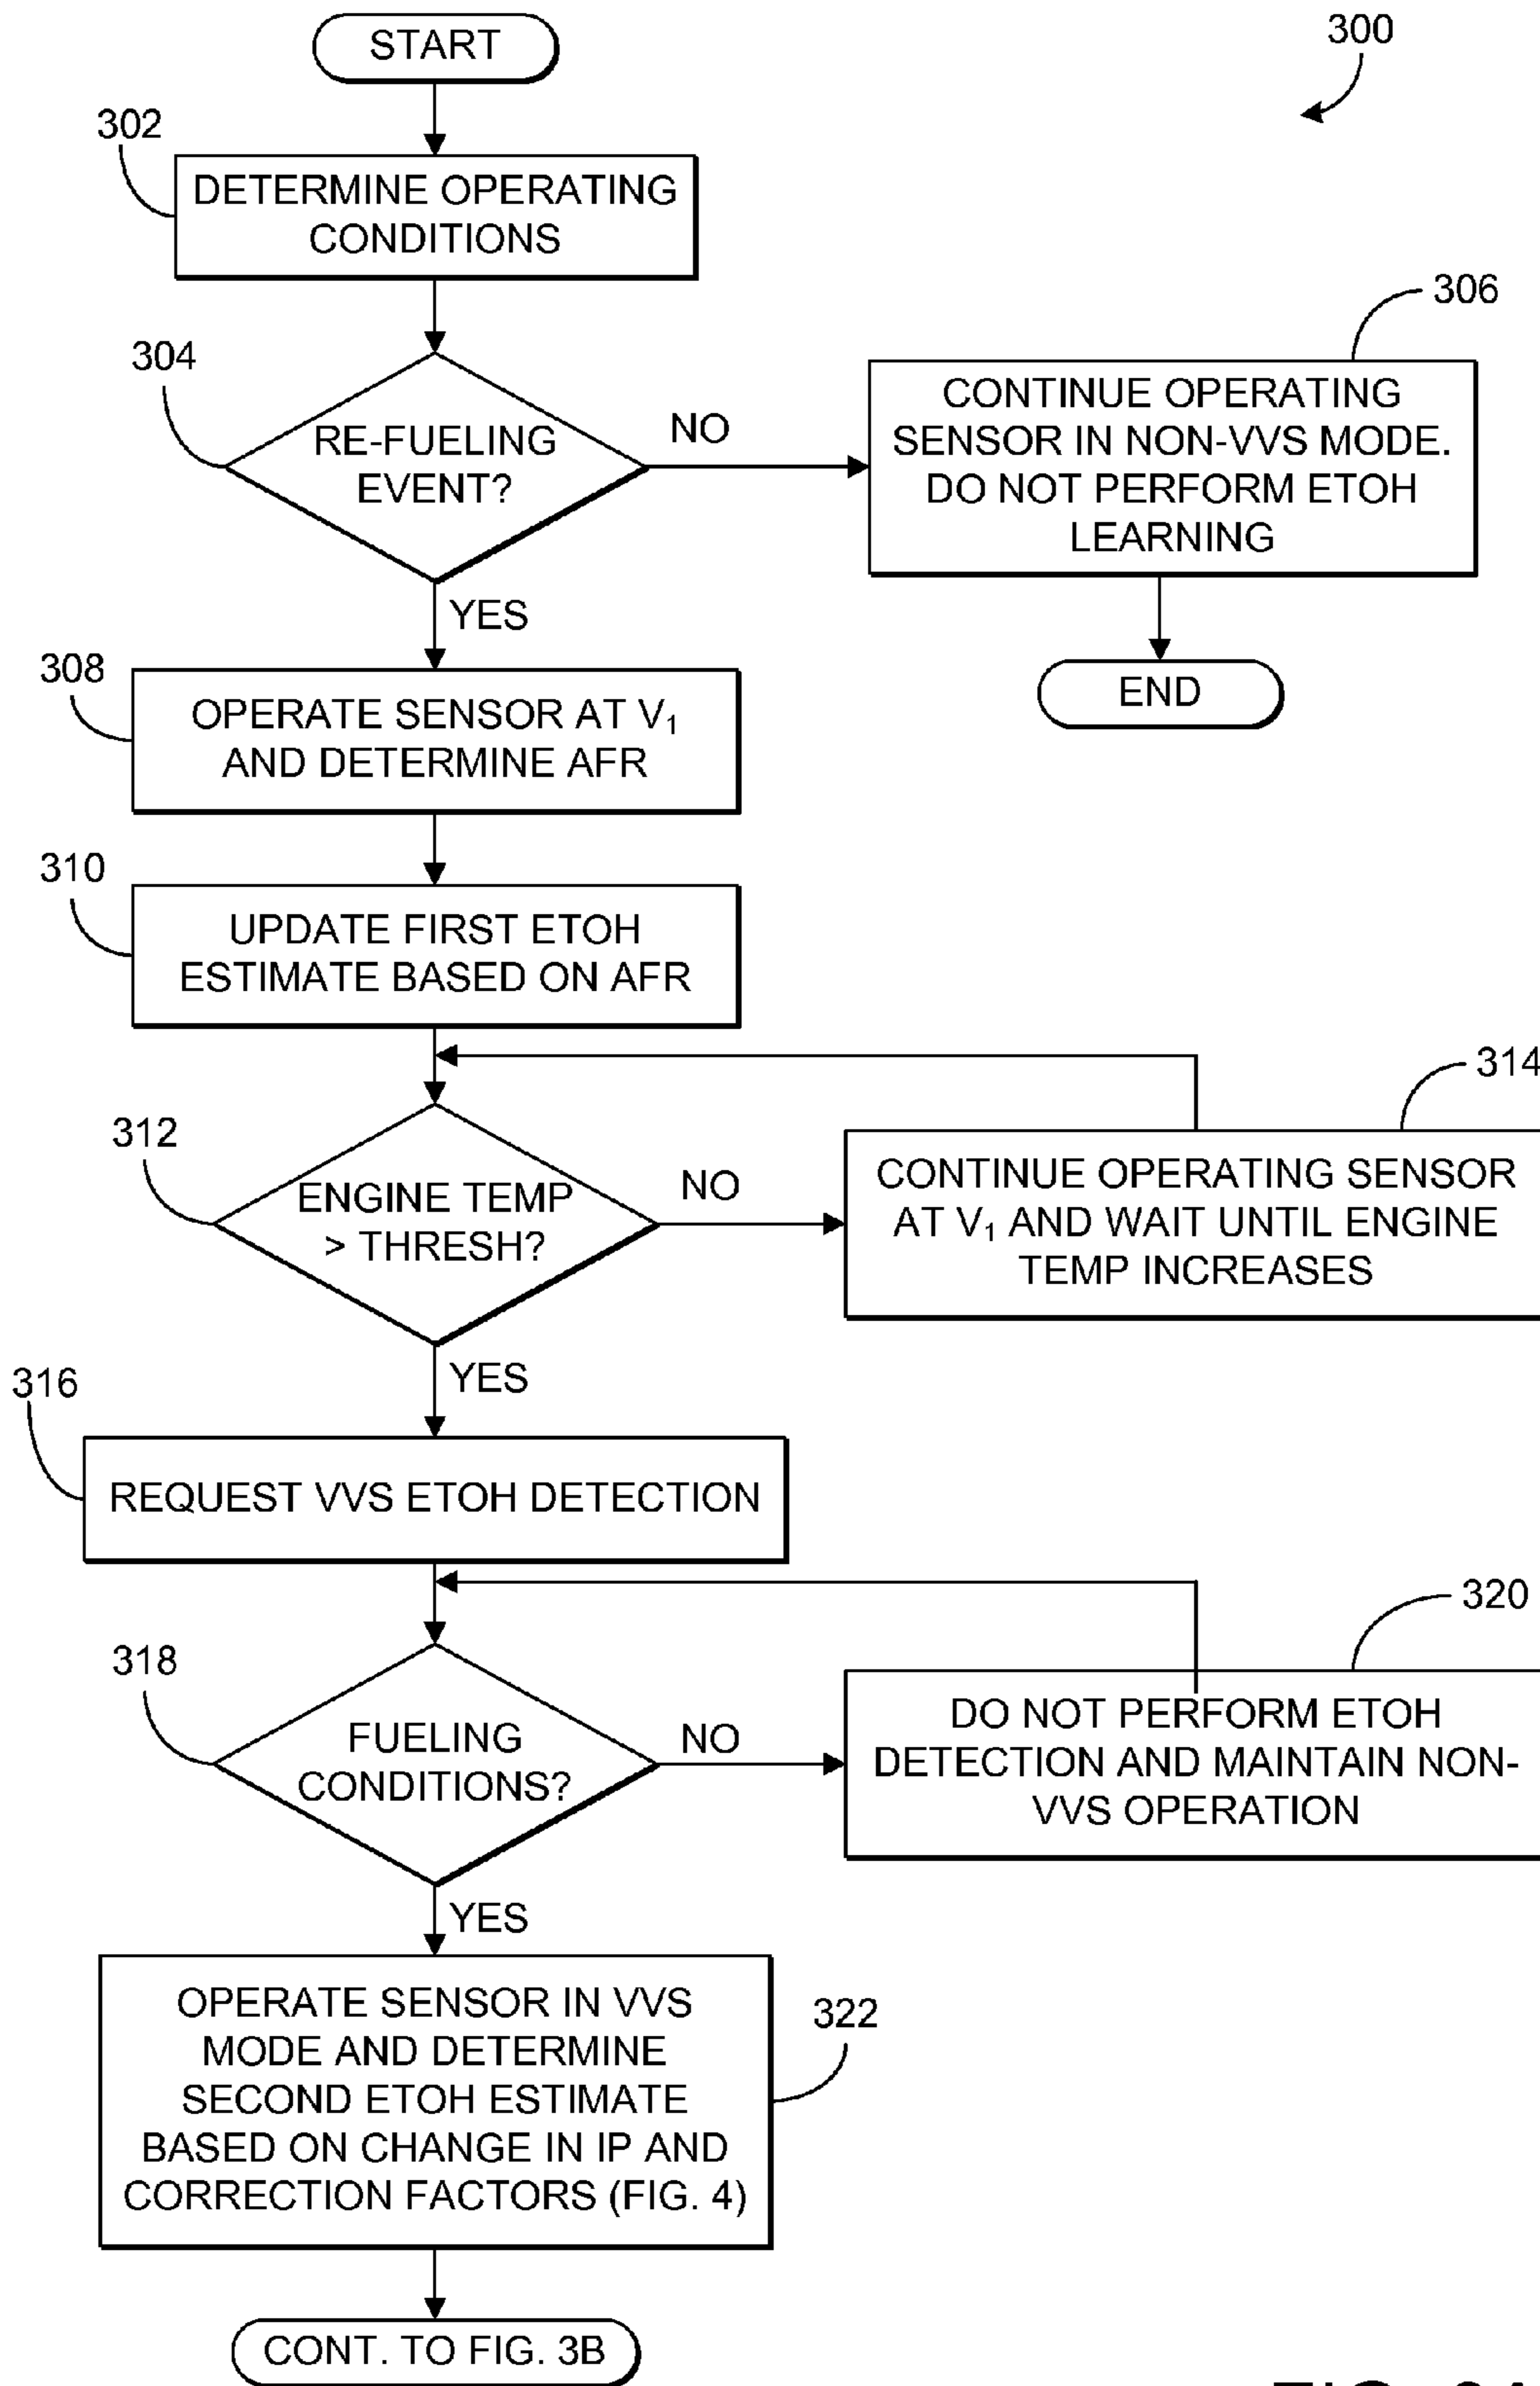 START
300
302
DETERMINE OPERATING
CONDITIONS
306
304
RE-FUELING
EVENT?
NO
CONTINUE OPERATING
SENSOR IN NON-VVS MODE.
DO NOT PERFORM ETOH
LEARNING
YES
END
308
OPERATE SENSOR AT V₁
AND DETERMINE AFR
310
UPDATE FIRST ETOH
ESTIMATE BASED ON AFR
314
312
ENGINE TEMP
> THRESH?
NO
CONTINUE OPERATING SENSOR
AT V₁ AND WAIT UNTIL ENGINE
TEMP INCREASES
YES
316
REQUEST VVS ETOH DETECTION
320
318
FUELING
CONDITIONS?
NO
DO NOT PERFORM ETOH
DETECTION AND MAINTAIN NON-
VVS OPERATION
YES
322
OPERATE SENSOR IN VVS
MODE AND DETERMINE
SECOND ETOH ESTIMATE
BASED ON CHANGE IN IP AND
CORRECTION FACTORS (FIG. 4)
CONT. TO FIG. 3B